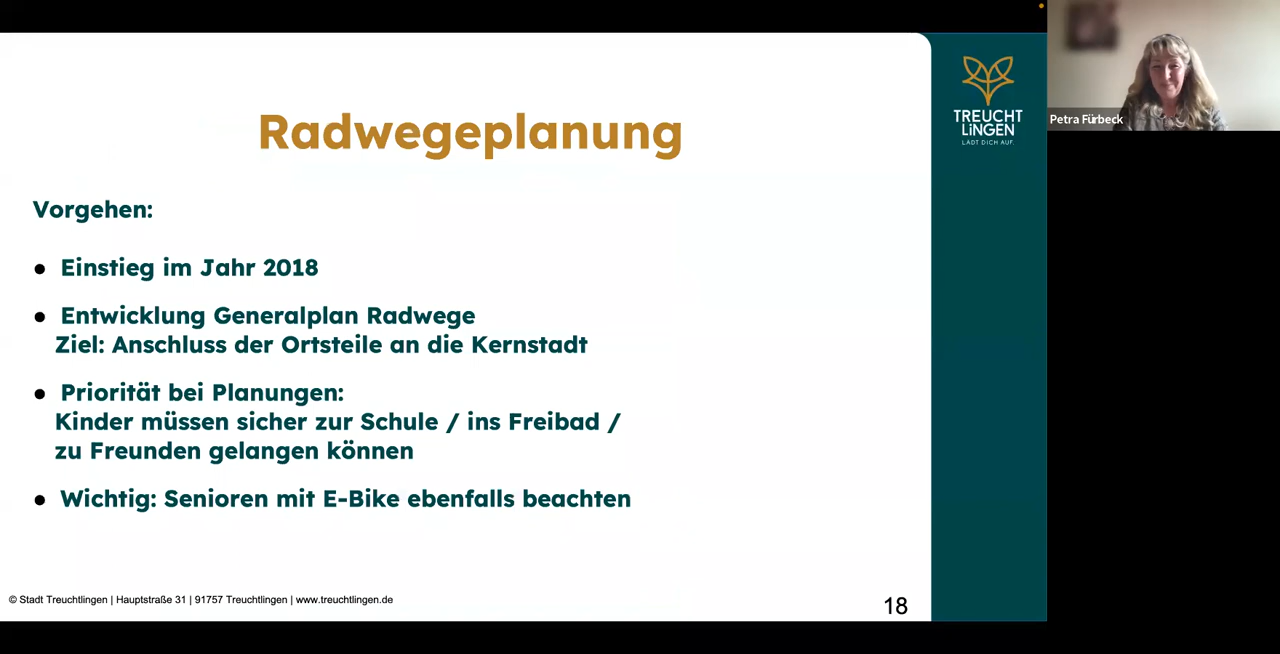 Radwegeplanung
Vorgehen:
● Einstieg im Jahr 2018
● Entwicklung Generalplan Radwege
Ziel: Anschluss der Ortsteile an die Kernstadt
● Priorität bei Planungen:
Kinder müssen sicher zur Schule / ins Freibad /
zu Freunden gelangen können
● Wichtig: Senioren mit E-Bike ebenfalls beachten
© Stadt Treuchtlingen | Hauptstraße 31 | 91757 Treuchtlingen | www.treuchtlingen.de
18
TREUCHT
LiNGEN
LÄDT DICH AUF.
Petra Fürbeck